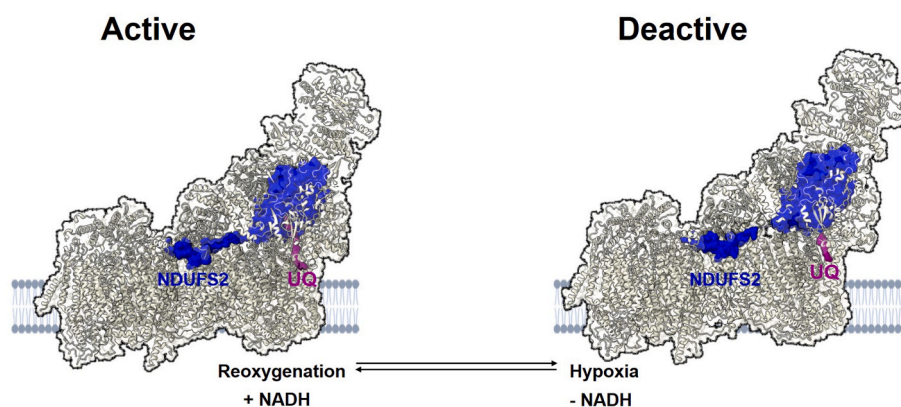 Active
Deactive
NDUFS2
UQ
NDUFS2
UQ
Reoxygenation
Hypoxia
+ NADH
- NADH